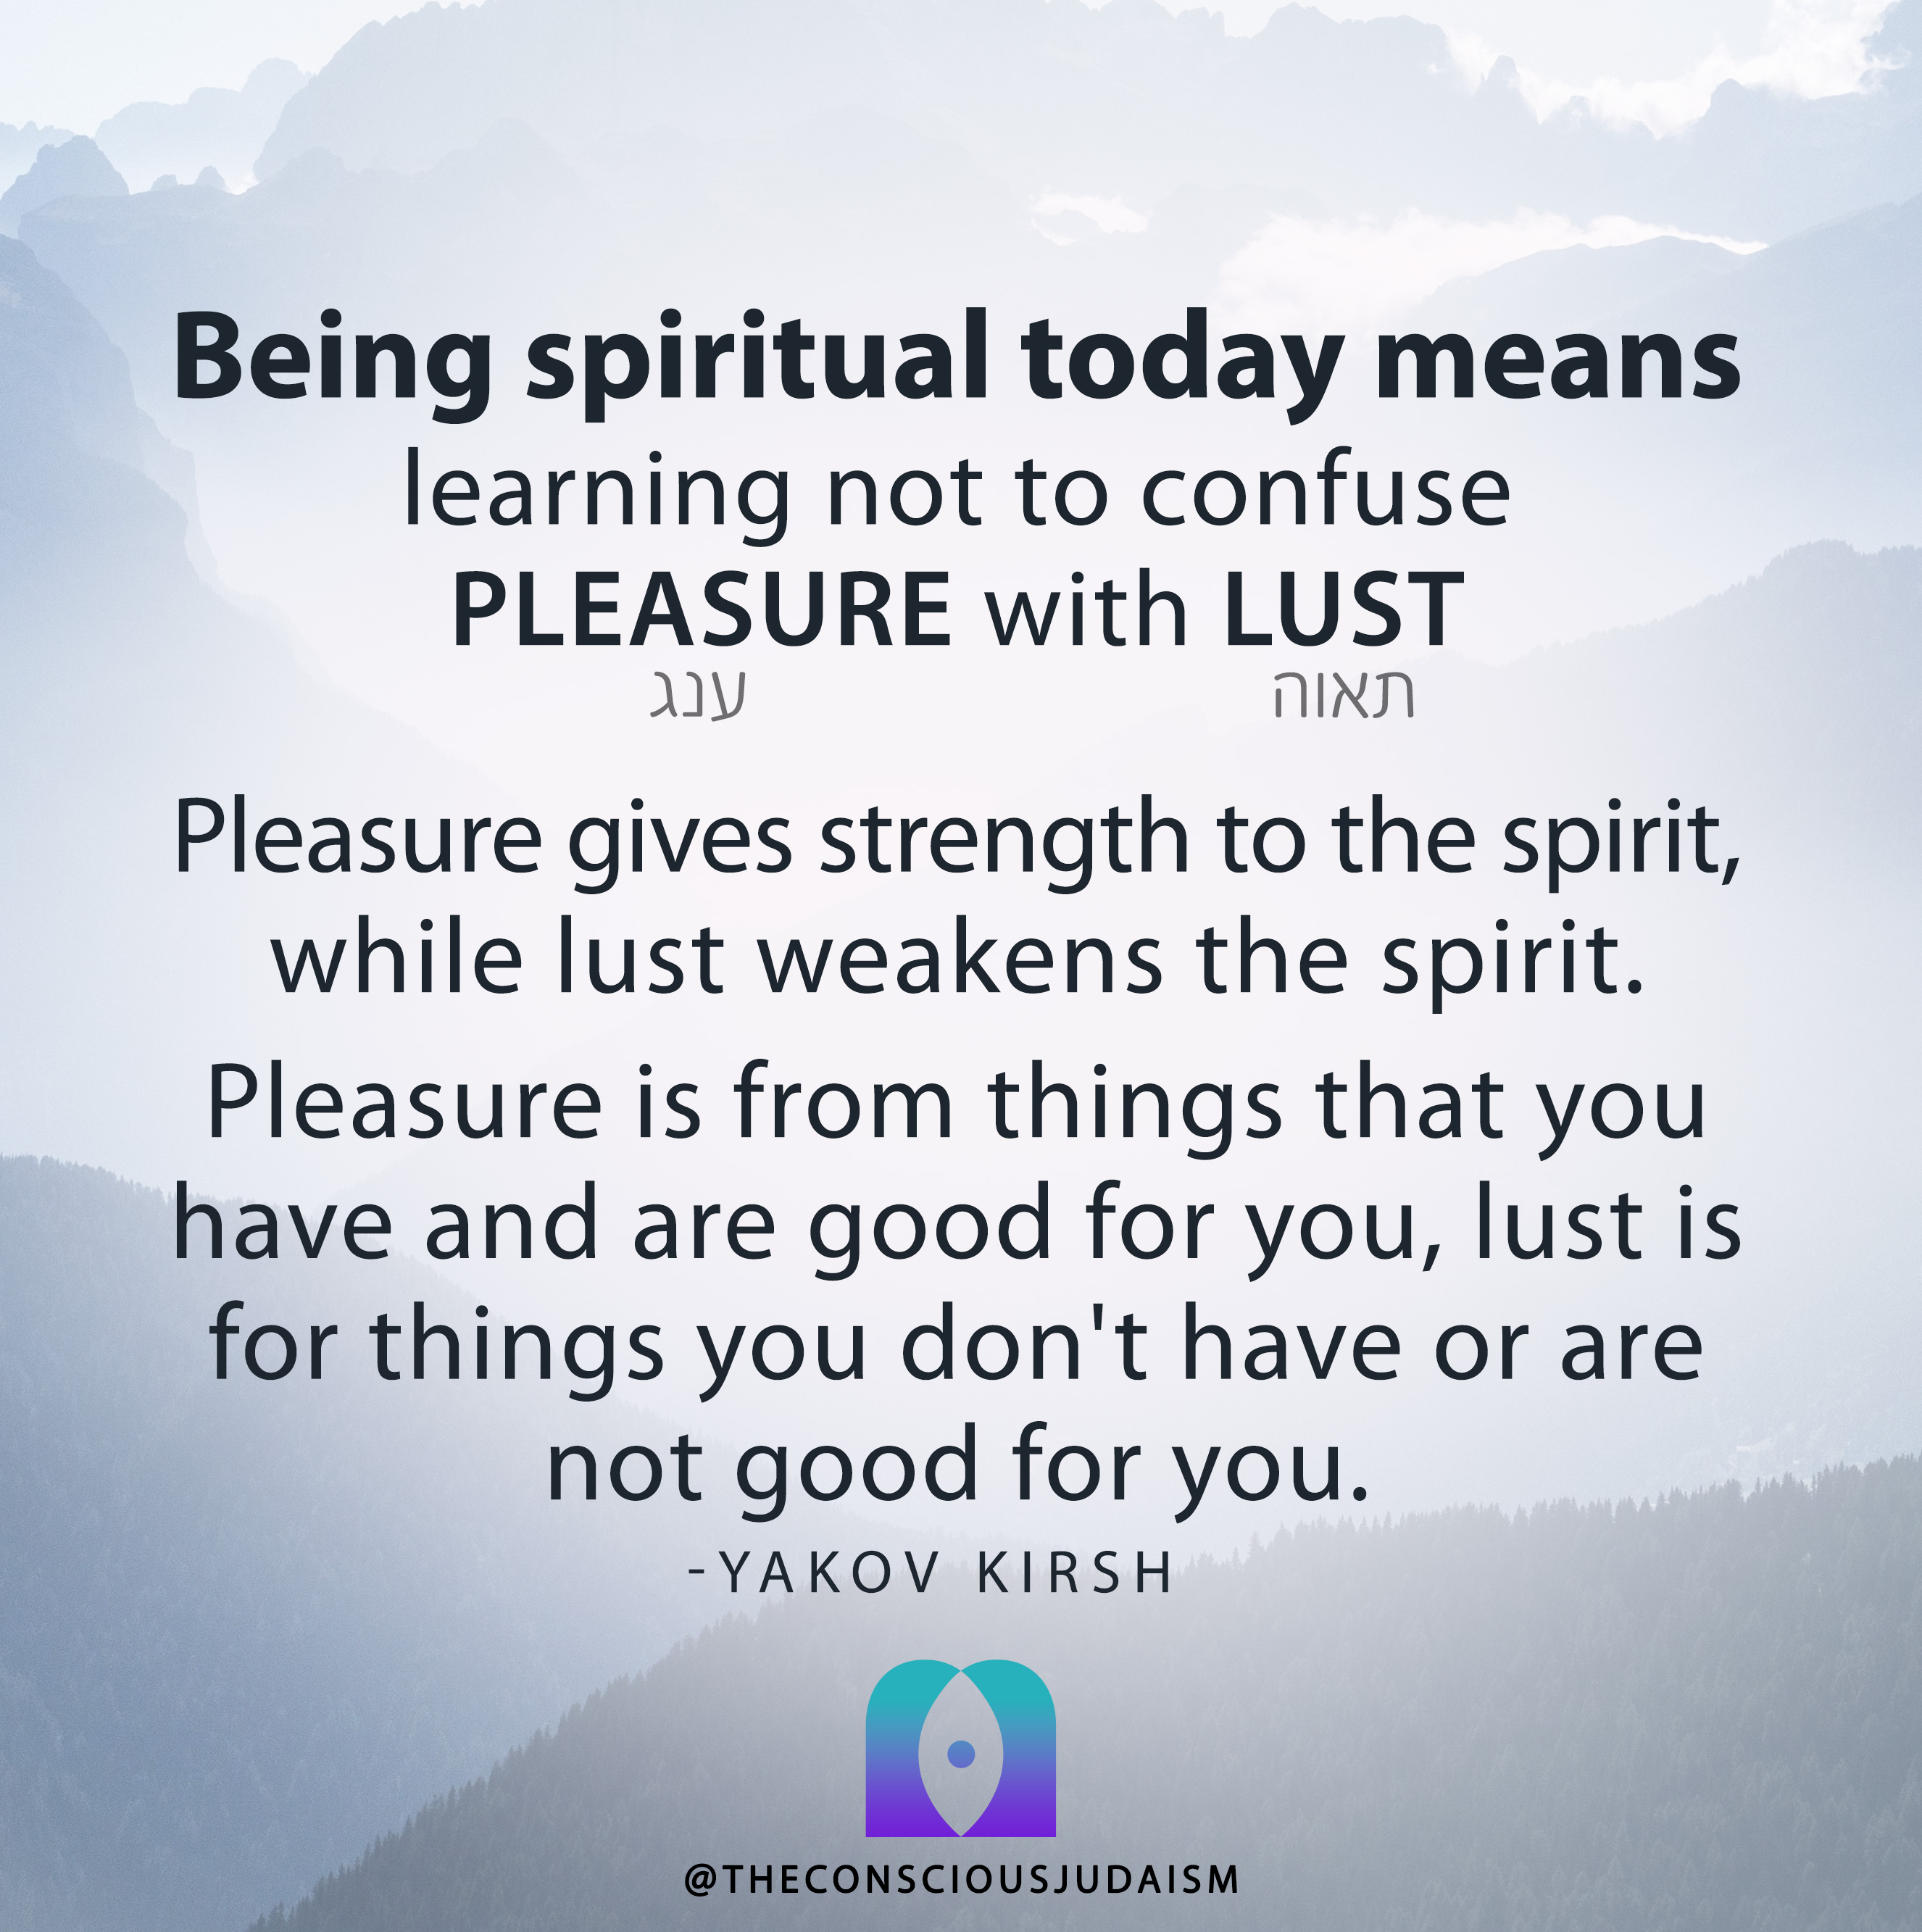 Being spiritual today means
learning not to confuse
PLEASURE with LUST
ענג תאוה
Pleasure gives strength to the spirit,
while lust weakens the spirit.
Pleasure is from things that you
have and are good for you, lust is
for things you don't have or are
not good for you.
-YAKOV KIRSH
@THECONSCIOUSJUDAISM